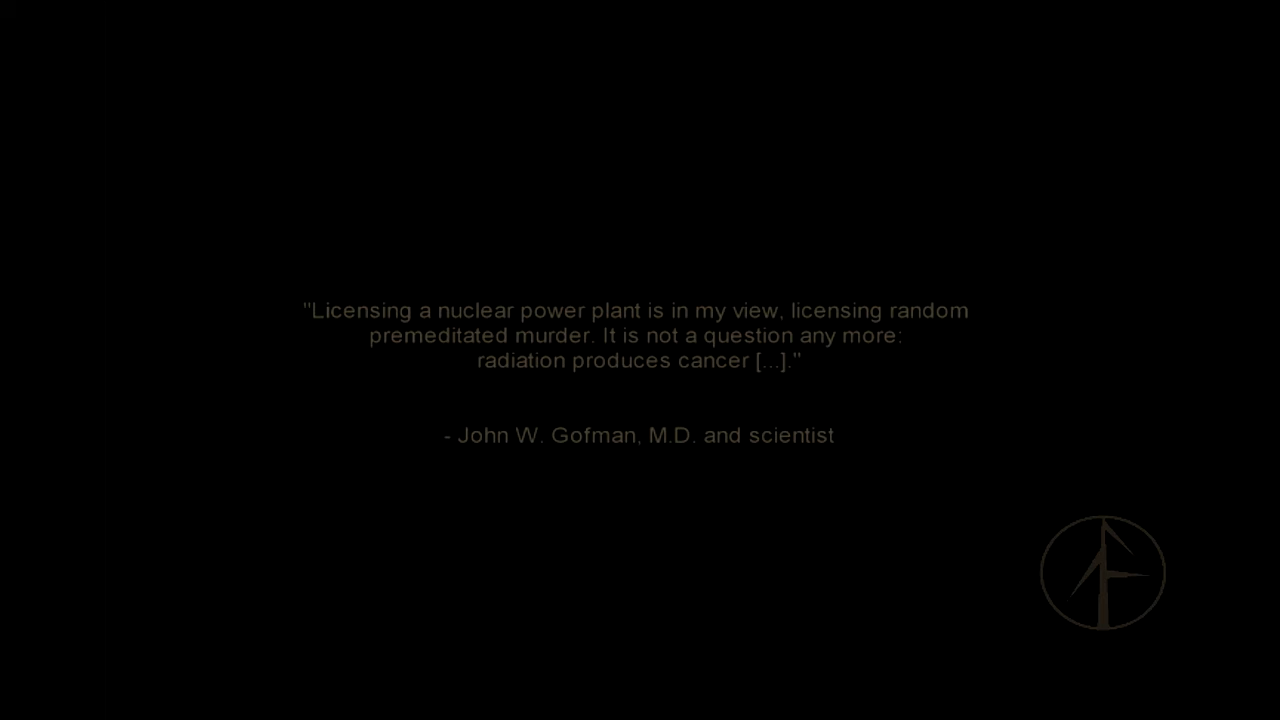 "Licensing a nuclear power plant is in my view, licensing random
premeditated murder. It is not a question any more:
radiation produces cancer [...]."
- John W. Gofman, M.D. and scientist